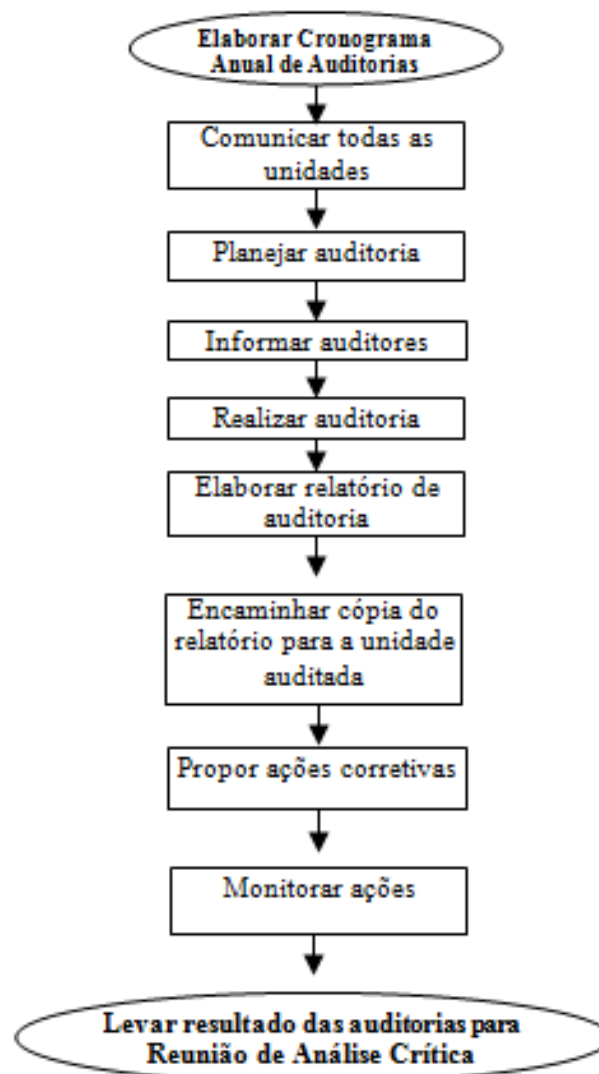 Elaborar Cronograma
Anual de Auditorias
Comunicar todas as
unidades
Planejar auditoria
Informar auditores
Realizar auditoria
Elaborar relatório de
auditoria
Encaminhar cópia do
relatório para a unidade
auditada
Propor ações corretivas
Monitorar ações
Levar resultado das auditorias para
Reunião de Análise Crítica